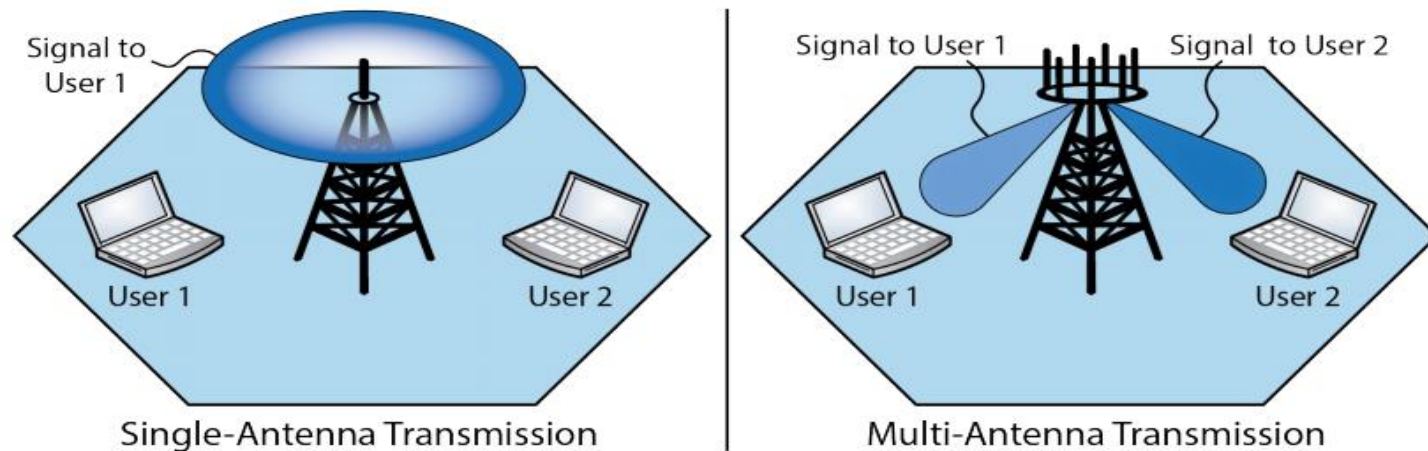 Signal to
User 1
User 1
User 2
Single-Antenna Transmission
Signal to User 1
Signal to User 2
User 1
User 2
Multi-Antenna Transmission